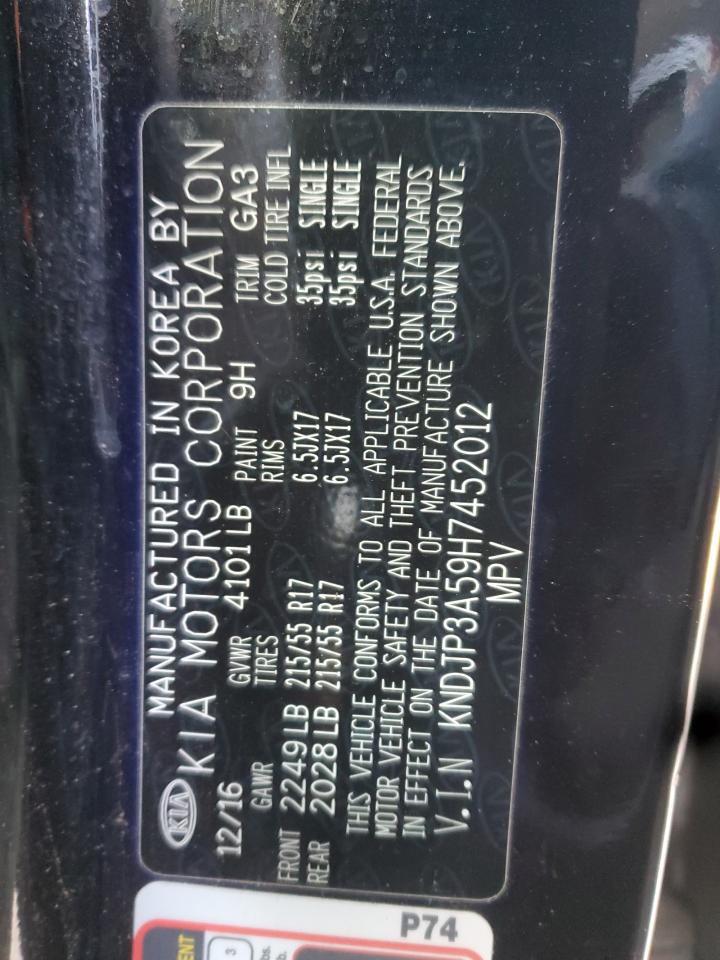 KIA
MANUFACTURED IN KOREA BY
KIA MOTORS CORPORATION
12/16 GVWR 4101LB PAINT 9H TRIM GA3
GAWR TIRES RIMS COLD TIRE INFL
FRONT 2249LB 215/55 R17 6.5JX17 35psi SINGLE
REAR 2028LB 215/55 R17 6.5JX17 35psi SINGLE
THIS VEHICLE CONFORMS TO ALL APPLICABLE U.S.A. FEDERAL
MOTOR VEHICLE SAFETY AND THEFT PREVENTION STANDARDS
IN EFFECT ON THE DATE OF MANUFACTURE SHOWN ABOVE.
V.I.N KNDJP3A59H7452012
MPV
P74
3